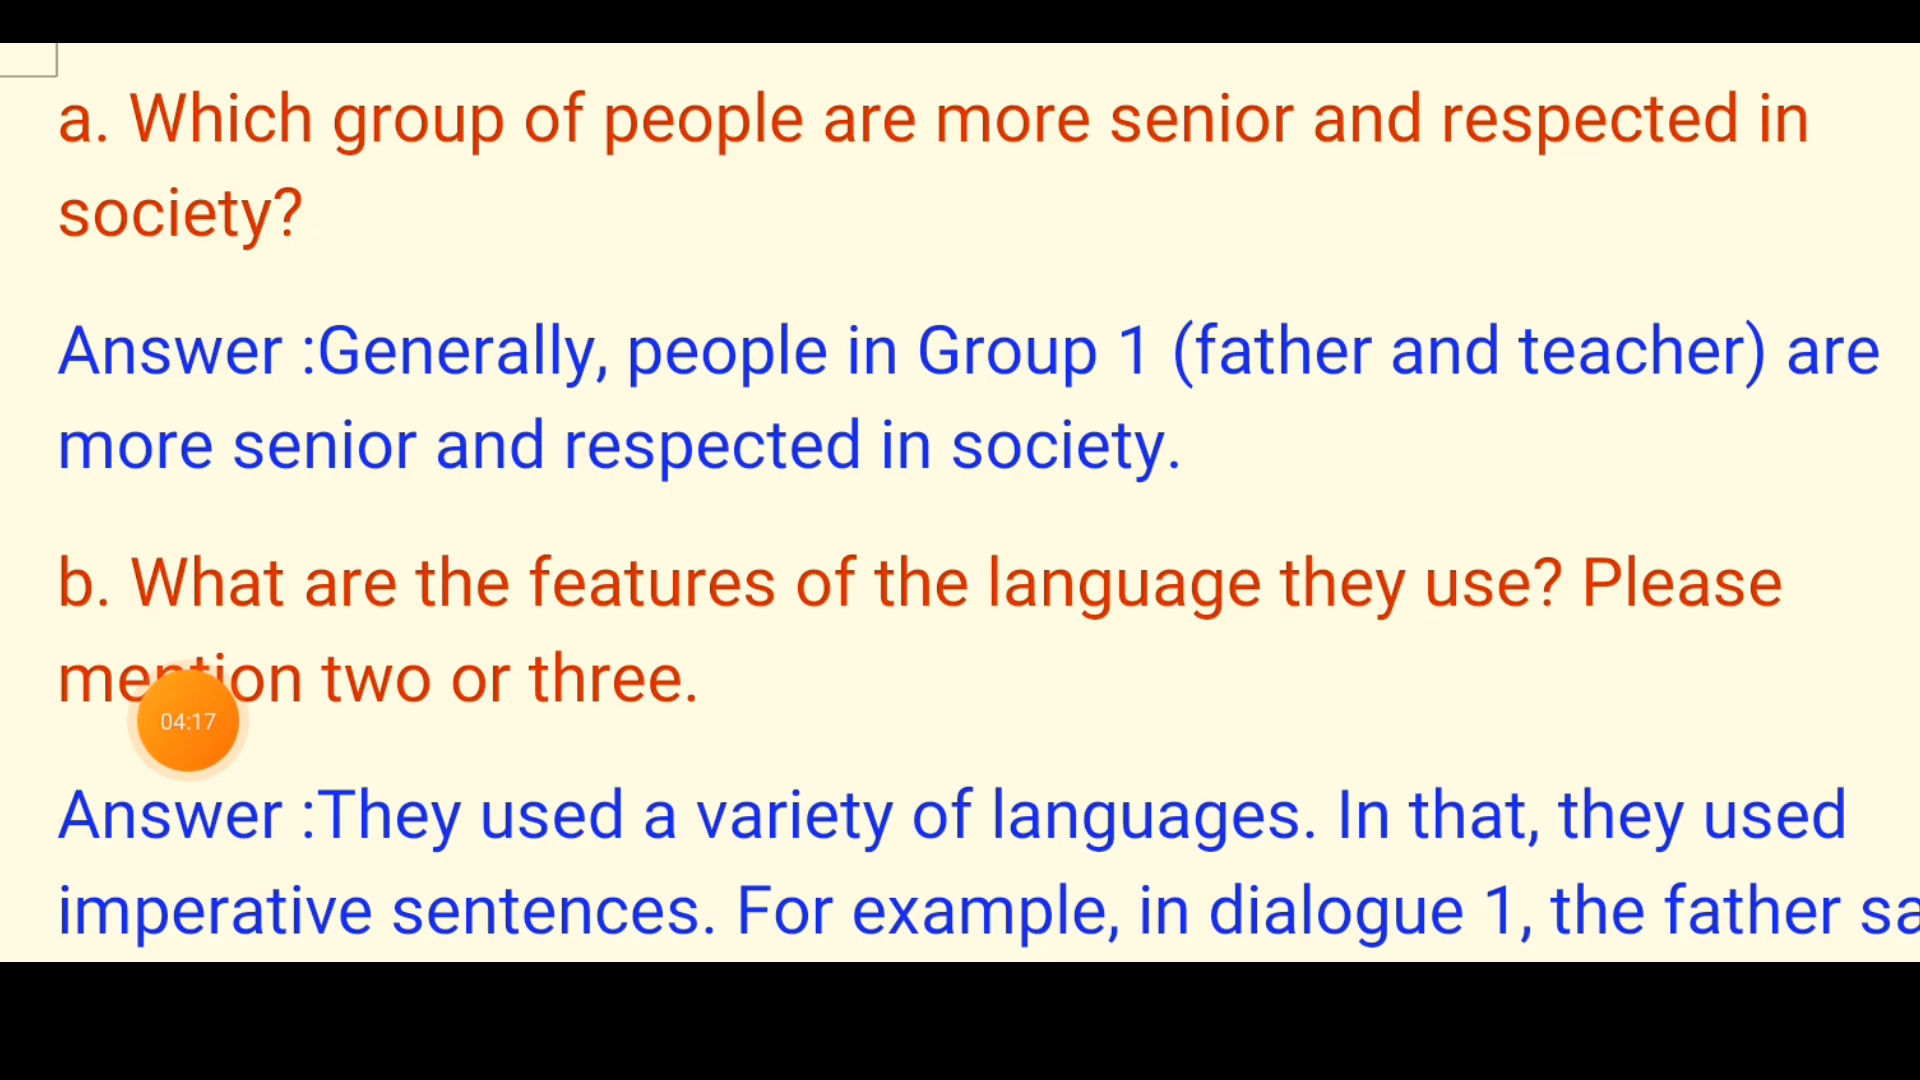 a. Which group of people are more senior and respected in
society?
Answer :Generally, people in Group 1 (father and teacher) are
more senior and respected in society.
b. What are the features of the language they use? Please
mention two or three.
04:17
Answer :They used a variety of languages. In that, they used
imperative sentences. For example, in dialogue 1, the father sa